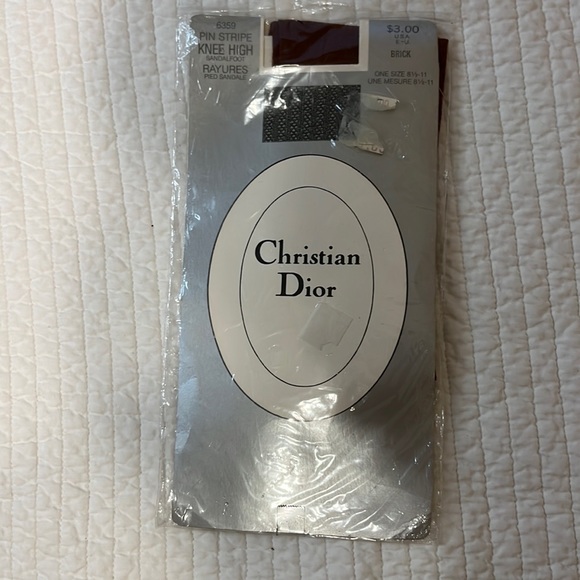 6359
PIN STRIPE
KNEE HIGH
SANDALFOOT
RAYURES
PIED SANDALE
$3.00
USA
BRICK
ONE SIZE 8½-11
UNE MESURE 8½-11
Christian
Dior